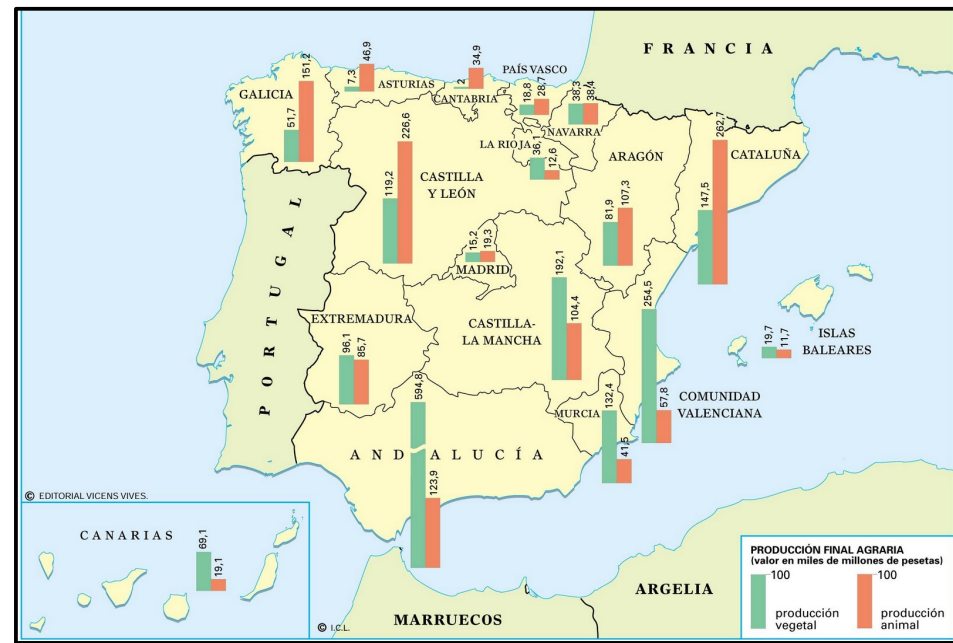 FRANCIA
GALICIA
51,7
151,2
7,3
46,9
ASTURIAS
2
34,9
CANTABRIA
PAÍS VASCO
18,8
28,7
38,3
38,4
NAVARRA
LA RIOJA
36,1
12,6
ARAGÓN
81,9
107,3
CATALUÑA
147,5
262,7
CASTILLA
Y LEÓN
119,2
226,6
PORTUGAL
15,2
19,3
MADRID
EXTREMADURA
96,1
85,7
CASTILLA-
LA MANCHA
192,1
104,4
254,5
57,8
COMUNIDAD
VALENCIANA
19,7
11,7
ISLAS
BALEARES
MURCIA
132,4
41,5
ANDALUCÍA
594,8
123,9
© EDITORIAL VICENS VIVES.
CANARIAS
69,1
19,1
© I.C.L.
MARRUECOS
ARGELIA
PRODUCCIÓN FINAL AGRARIA
(valor en miles de millones de pesetas)
100
100
producción
vegetal
producción
animal